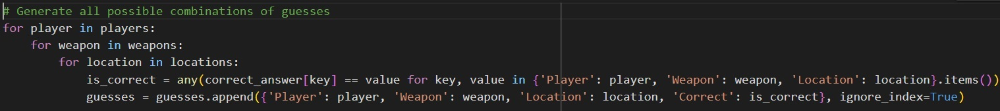 # Generate all possible combinations of guesses
for player in players:
    for weapon in weapons:
        for location in locations:
            is_correct = any(correct_answer[key] == value for key, value in {'Player': player, 'Weapon': weapon, 'Location': location}.items())
            guesses = guesses.append({'Player': player, 'Weapon': weapon, 'Location': location, 'Correct': is_correct}, ignore_index=True)